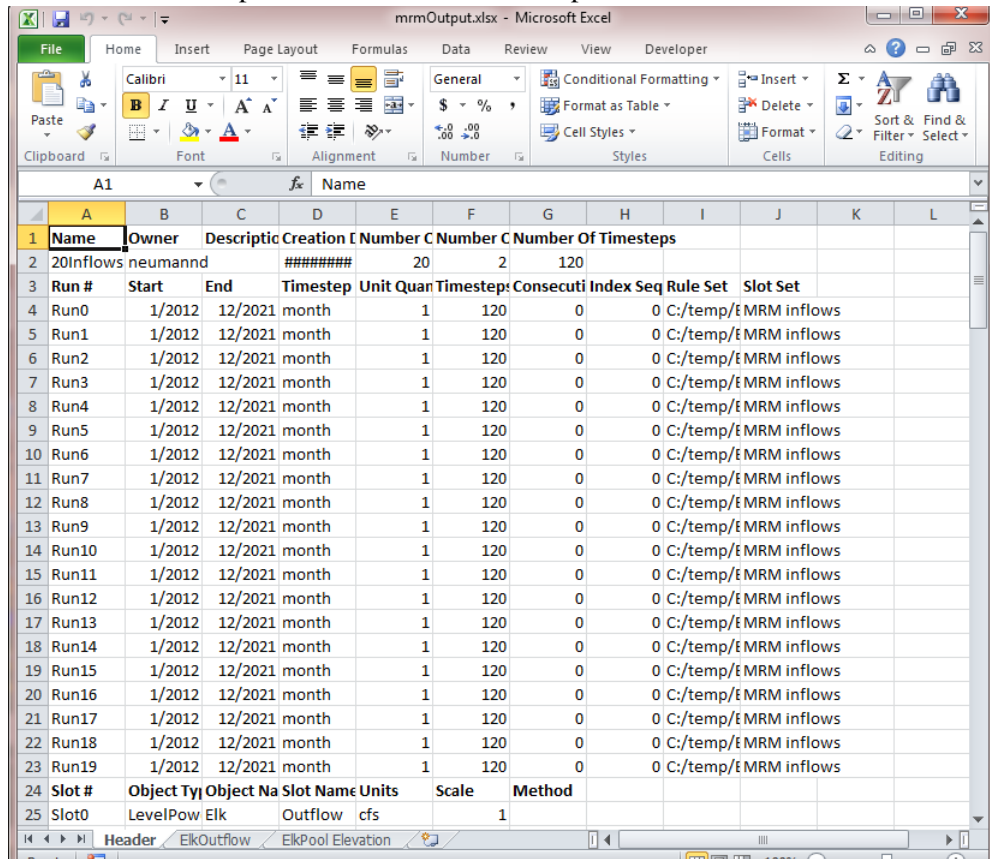 mrmOutput.xlsx - Microsoft Excel
File Home Insert Page Layout Formulas Data Review View Developer
Calibri 11 General Conditional Formatting Insert Σ
Paste B I U A A $ % , Format as Table Delete Sort & Find &
A .0 .00 .00 .0 Cell Styles Format Filter Select
Clipboard Font Alignment Number Styles Cells Editing
A1 fx Name
A B C D E F G H I J K L
1 Name Owner Descriptio Creation D Number O Number O Number Of Timesteps
2 20Inflows neumannd ######## 20 2 120
3 Run # Start End Timestep Unit Quan Timesteps Consecuti Index Seq Rule Set Slot Set
4 Run0 1/2012 12/2021 month 1 120 0 0 C:/temp/E MRM inflows
5 Run1 1/2012 12/2021 month 1 120 0 0 C:/temp/E MRM inflows
6 Run2 1/2012 12/2021 month 1 120 0 0 C:/temp/E MRM inflows
7 Run3 1/2012 12/2021 month 1 120 0 0 C:/temp/E MRM inflows
8 Run4 1/2012 12/2021 month 1 120 0 0 C:/temp/E MRM inflows
9 Run5 1/2012 12/2021 month 1 120 0 0 C:/temp/E MRM inflows
10 Run6 1/2012 12/2021 month 1 120 0 0 C:/temp/E MRM inflows
11 Run7 1/2012 12/2021 month 1 120 0 0 C:/temp/E MRM inflows
12 Run8 1/2012 12/2021 month 1 120 0 0 C:/temp/E MRM inflows
13 Run9 1/2012 12/2021 month 1 120 0 0 C:/temp/E MRM inflows
14 Run10 1/2012 12/2021 month 1 120 0 0 C:/temp/E MRM inflows
15 Run11 1/2012 12/2021 month 1 120 0 0 C:/temp/E MRM inflows
16 Run12 1/2012 12/2021 month 1 120 0 0 C:/temp/E MRM inflows
17 Run13 1/2012 12/2021 month 1 120 0 0 C:/temp/E MRM inflows
18 Run14 1/2012 12/2021 month 1 120 0 0 C:/temp/E MRM inflows
19 Run15 1/2012 12/2021 month 1 120 0 0 C:/temp/E MRM inflows
20 Run16 1/2012 12/2021 month 1 120 0 0 C:/temp/E MRM inflows
21 Run17 1/2012 12/2021 month 1 120 0 0 C:/temp/E MRM inflows
22 Run18 1/2012 12/2021 month 1 120 0 0 C:/temp/E MRM inflows
23 Run19 1/2012 12/2021 month 1 120 0 0 C:/temp/E MRM inflows
24 Slot # Object Typ Object Na Slot Name Units Scale Method
25 Slot0 LevelPow Elk Outflow cfs 1
Header ElkOutflow ElkPool Elevation